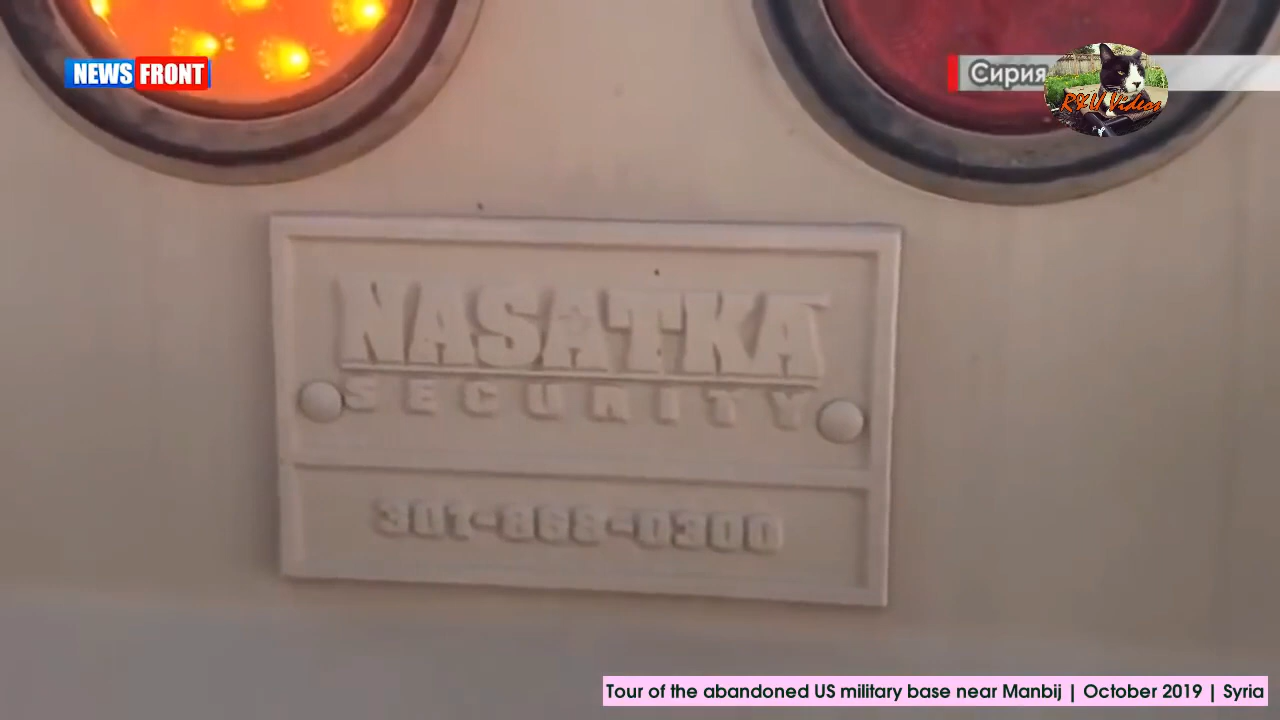 NEWS FRONT
Сирия
R&U Videos
NASATKA
SECURITY
301-868-0300
Tour of the abandoned US military base near Manbij | October 2019 | Syria